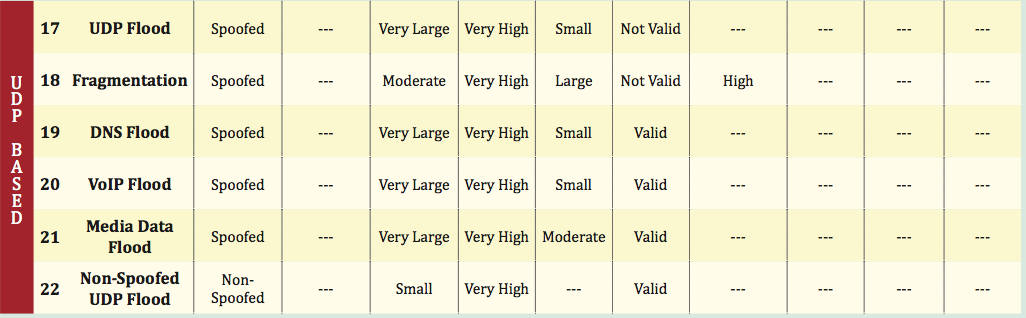 UDP BASED
17 UDP Flood Spoofed --- Very Large Very High Small Not Valid --- --- --- ---
18 Fragmentation Spoofed --- Moderate Very High Large Not Valid High --- --- ---
19 DNS Flood Spoofed --- Very Large Very High Small Valid --- --- --- ---
20 VoIP Flood Spoofed --- Very Large Very High Small Valid --- --- --- ---
21 Media Data Flood Spoofed --- Very Large Very High Moderate Valid --- --- --- ---
22 Non-Spoofed UDP Flood Non-Spoofed --- Small Very High --- Valid --- --- --- ---